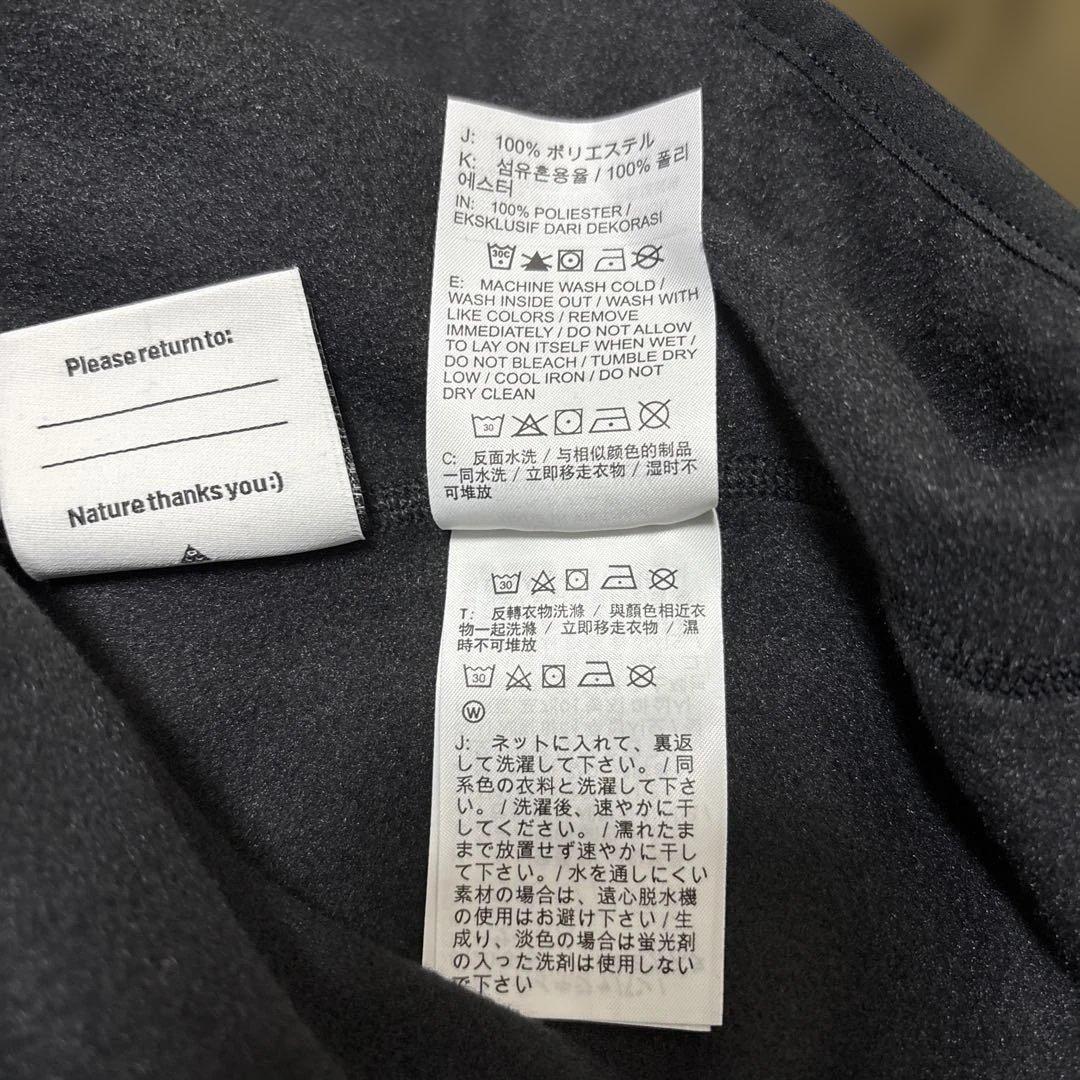 Please return to:
Nature thanks you:)
J: 100% ポリエステル
K: 섬유혼용율 / 100% 폴리
에스터
IN: 100% POLIESTER /
EKSKLUSIF DARI DEKORASI
30C
E: MACHINE WASH COLD /
WASH INSIDE OUT / WASH WITH
LIKE COLORS / REMOVE
IMMEDIATELY / DO NOT ALLOW
TO LAY ON ITSELF WHEN WET /
DO NOT BLEACH / TUMBLE DRY
LOW / COOL IRON / DO NOT
DRY CLEAN
30
C: 反面水洗 / 与相似颜色的制品
一同水洗 / 立即移走衣物 / 湿时不
可堆放
30
T: 反轉衣物洗滌 / 與顏色相近衣
物一起洗滌 / 立即移走衣物 / 濕
時不可堆放
30
W
J: ネットに入れて、裏返
して洗濯して下さい。/ 同
系色の衣料と洗濯して下さ
い。/ 洗濯後、速やかに干
してください。/ 濡れたま
まで放置せず速やかに干し
て下さい。/ 水を通しにくい
素材の場合は、遠心脱水機
の使用はお避け下さい / 生
成り、淡色の場合は蛍光剤
の入った洗剤は使用しない
で下さい